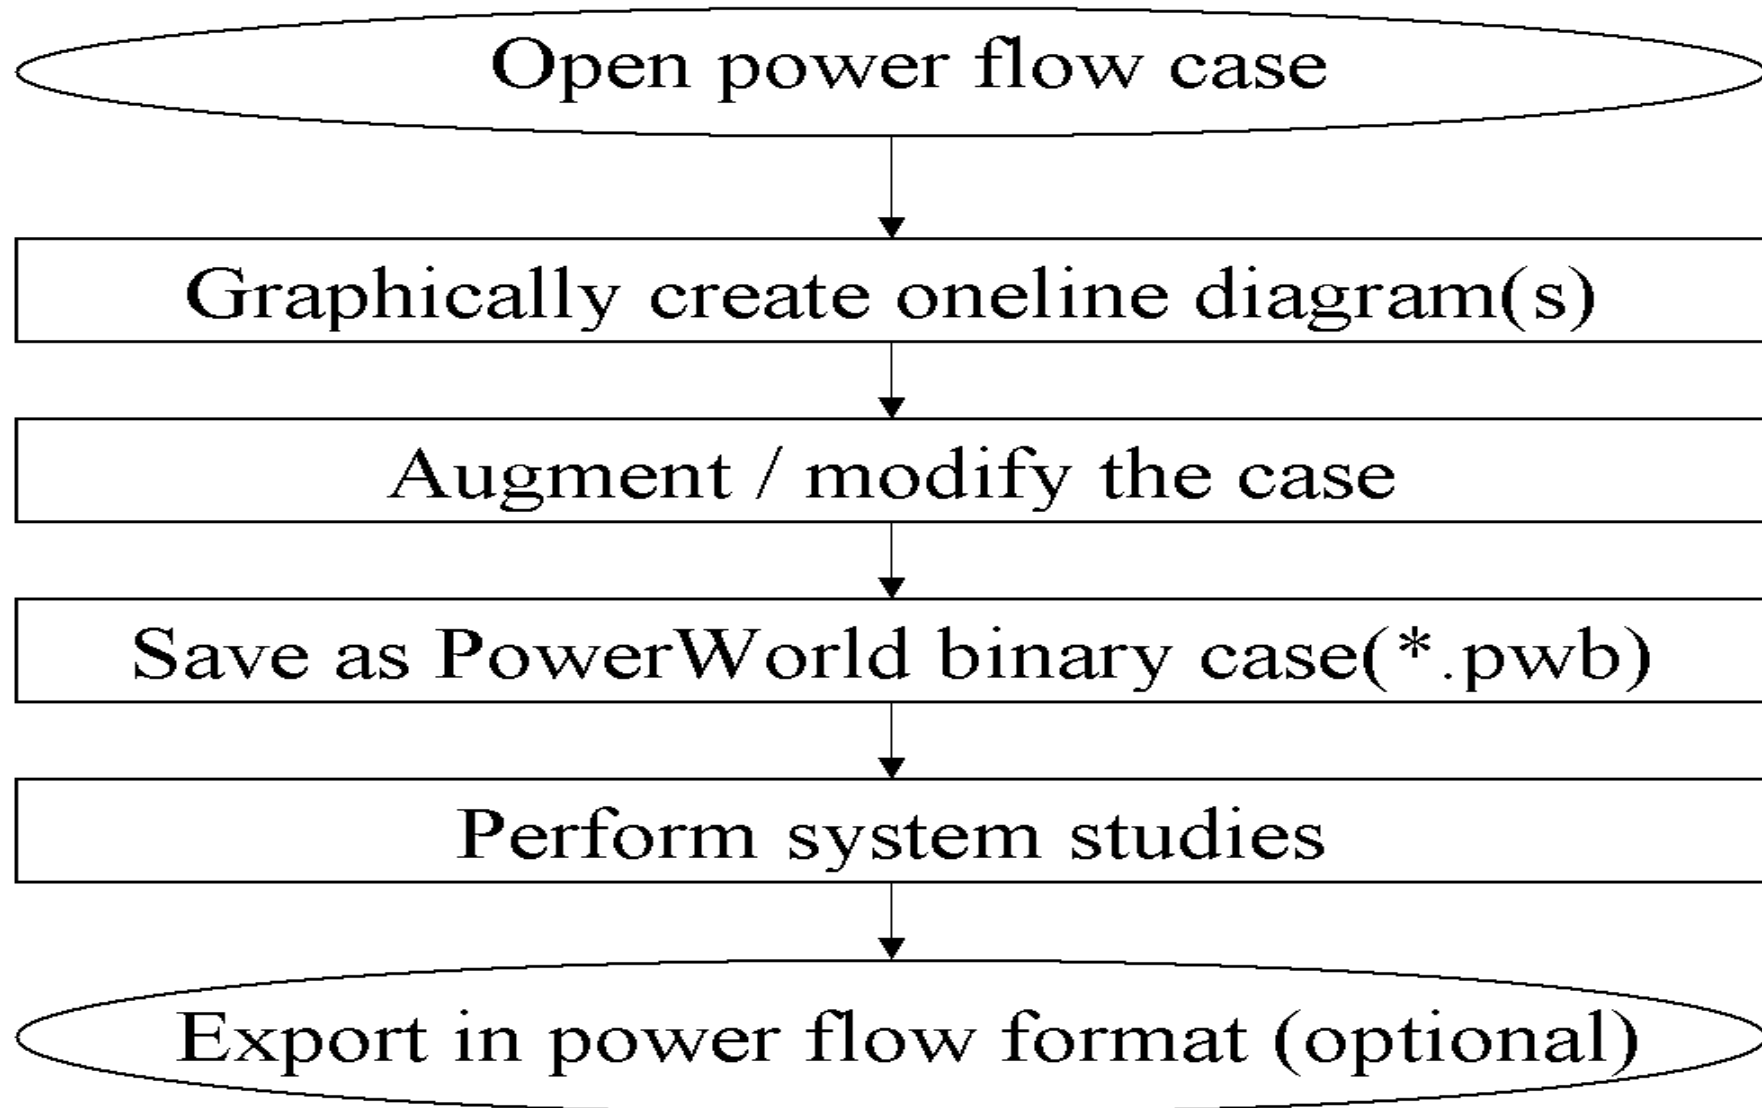 Open power flow case
Graphically create oneline diagram(s)
Augment / modify the case
Save as PowerWorld binary case(*.pwb)
Perform system studies
Export in power flow format (optional)